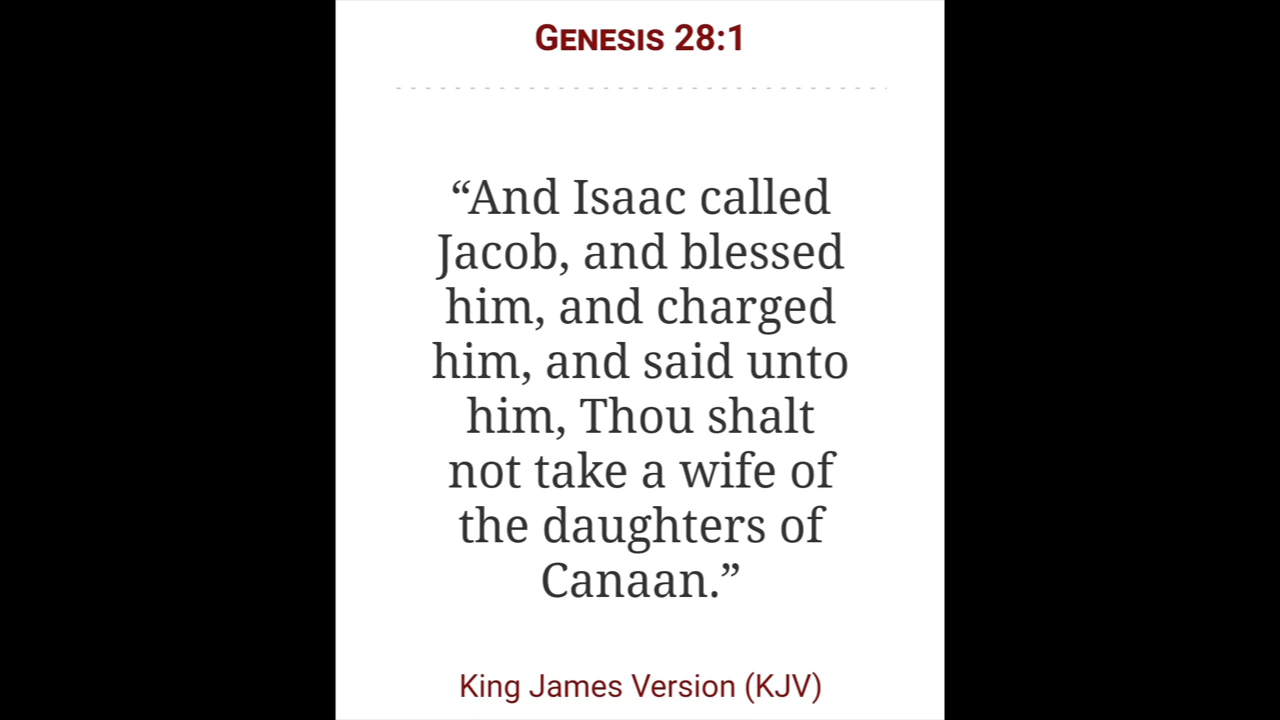 GENESIS 28:1
“And Isaac called
Jacob, and blessed
him, and charged
him, and said unto
him, Thou shalt
not take a wife of
the daughters of
Canaan.”
King James Version (KJV)